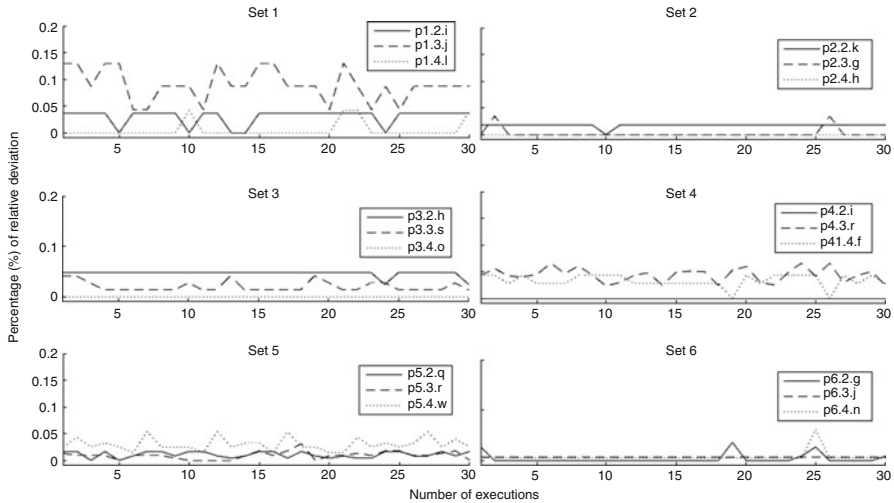 Set 1
Set 2
0.2
p1.2.i
p2.2.k
0.15
p1.3.j
p2.3.g
p1.4.l
p2.4.h
0.1
0.05
0
5 10 15 20 25 30
5 10 15 20 25 30
Set 3
Set 4
0.2
p3.2.h
p4.2.i
p3.3.s
p4.3.r
0.1
p3.4.o
p41.4.f
0
5 10 15 20 25 30
5 10 15 20 25 30
Set 5
Set 6
0.2
p5.2.q
p6.2.g
0.15
p5.3.r
p6.3.j
p5.4.w
p6.4.n
0.1
0.05
0
5 10 15 20 25 30
5 10 15 20 25 30
Percentage (%) of relative deviation
Number of executions